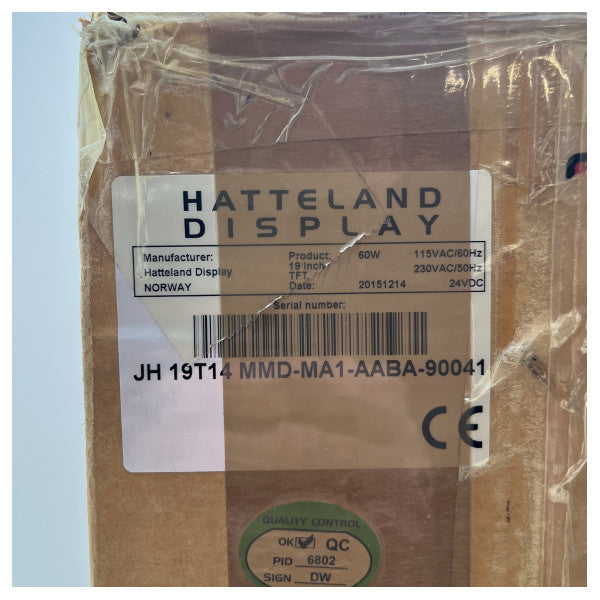 HATTELAND
DISPLAY
Manufacturer: Product: 60W 115VAC/60Hz
Hatteland Display 19 inch 230VAC/50Hz
NORWAY TFT
Date: 20151214 24VDC
Serial number:
JH 19T14 MMD-MA1-AABA-90041
CE
QUALITY CONTROL
OK QC
PID 6802
SIGN DW